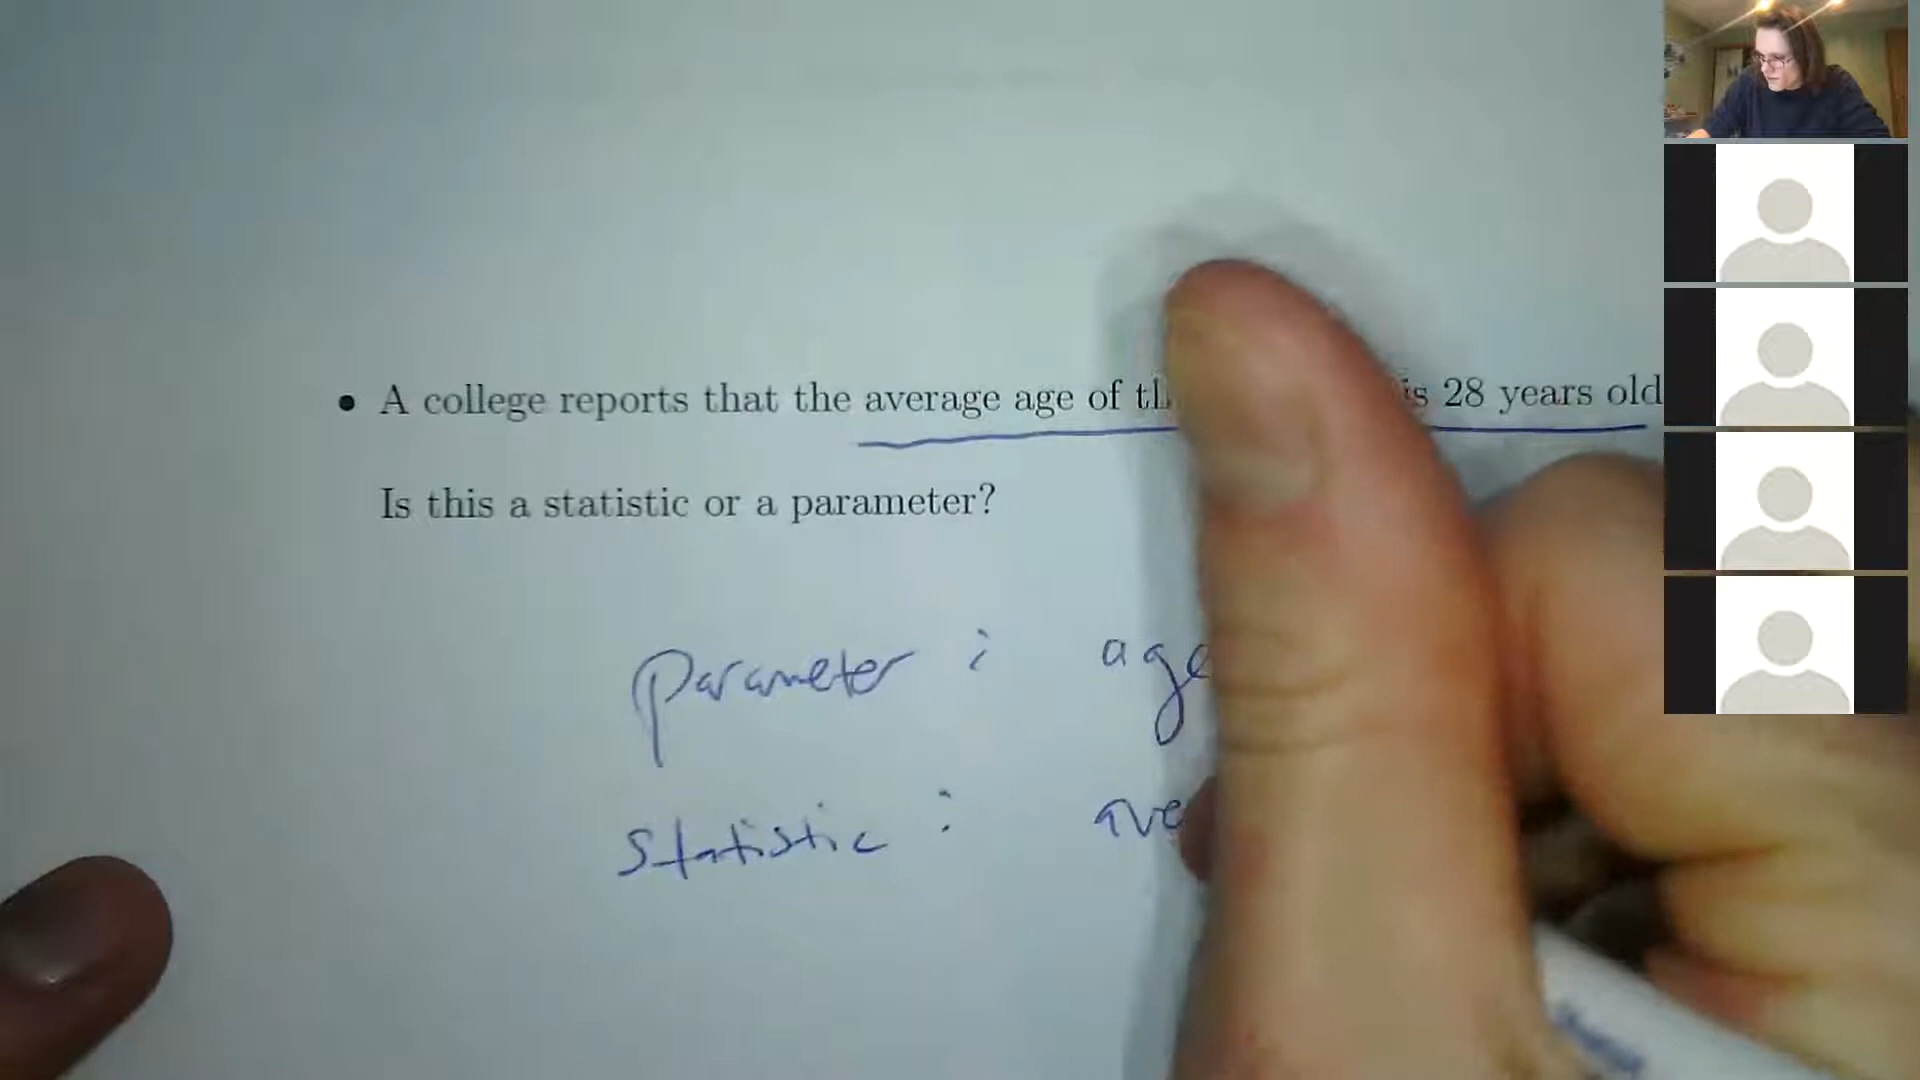 A college reports that the average age of is 28 years old
Is this a statistic or a parameter?
parameter : age
statistic : ave